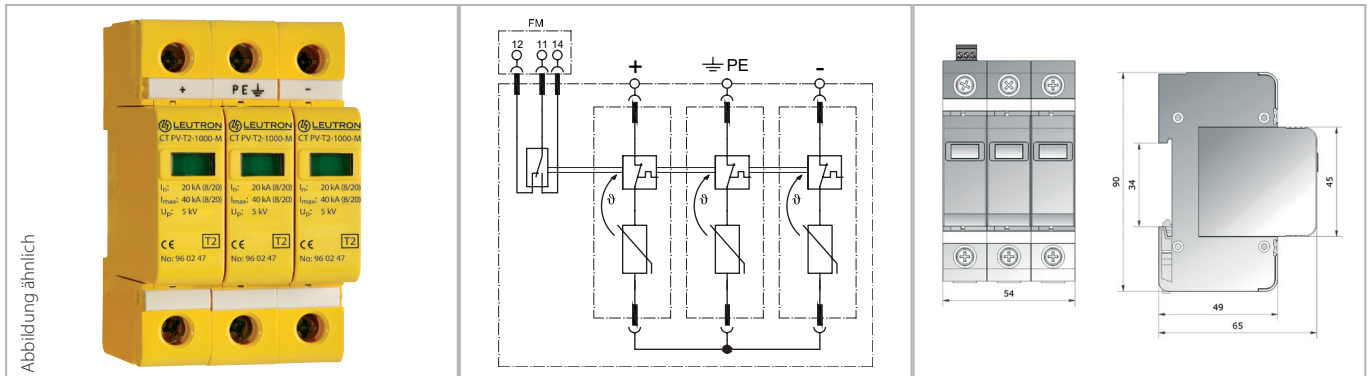 Abbildung ähnlich
+ PE ⏚ -
LEUTRON LEUTRON LEUTRON
CT PV-T2-1000-M CT PV-T2-1000-M CT PV-T2-1000-M
In: 20 kA (8/20) In: 20 kA (8/20) In: 20 kA (8/20)
Imax: 40 kA (8/20) Imax: 40 kA (8/20) Imax: 40 kA (8/20)
Up: 5 kV Up: 5 kV Up: 5 kV
CE T2 CE T2 CE T2
No: 96 02 47 No: 96 02 47 No: 96 02 47
FM
12 11 14
+ ⏚ PE -
ϑ ϑ ϑ
54
90
34
45
49
65